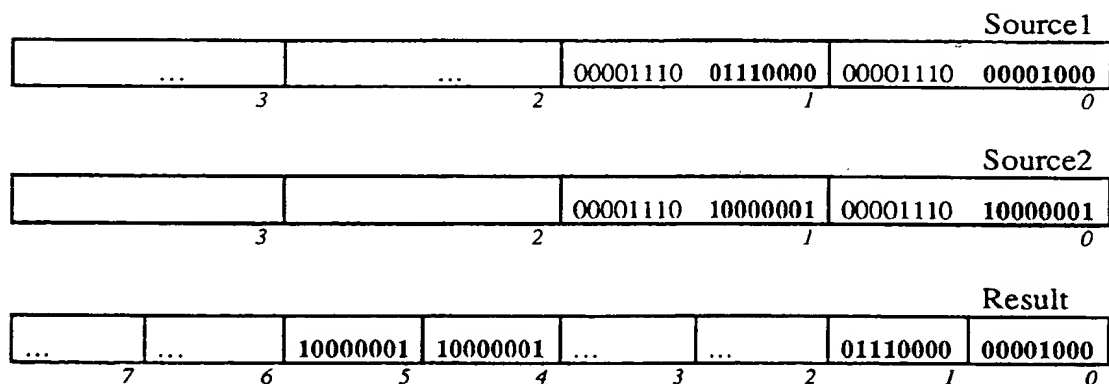 Source1
... ... 00001110 01110000 00001110 00001000
3 2 1 0
Source2
00001110 10000001 00001110 10000001
3 2 1 0
Result
... ... 10000001 10000001 ... ... 01110000 00001000
7 6 5 4 3 2 1 0